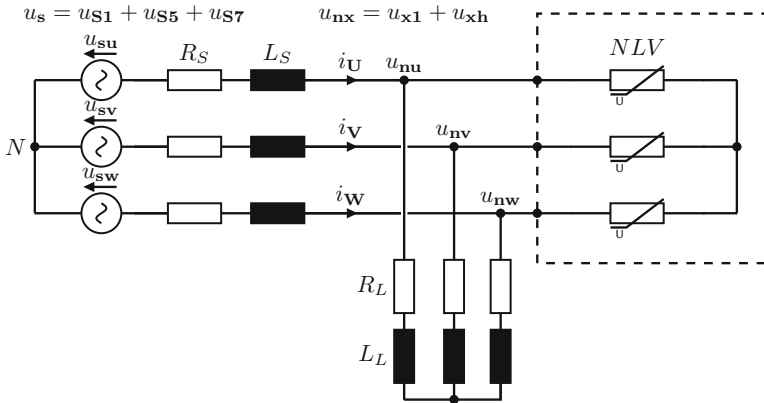 u_s = u_S1 + u_S5 + u_S7
u_nx = u_x1 + u_xh
u_su
R_S
L_S
i_U
u_nu
NLV
U
u_sv
i_V
u_nv
N
U
u_sw
i_W
u_nw
U
R_L
L_L